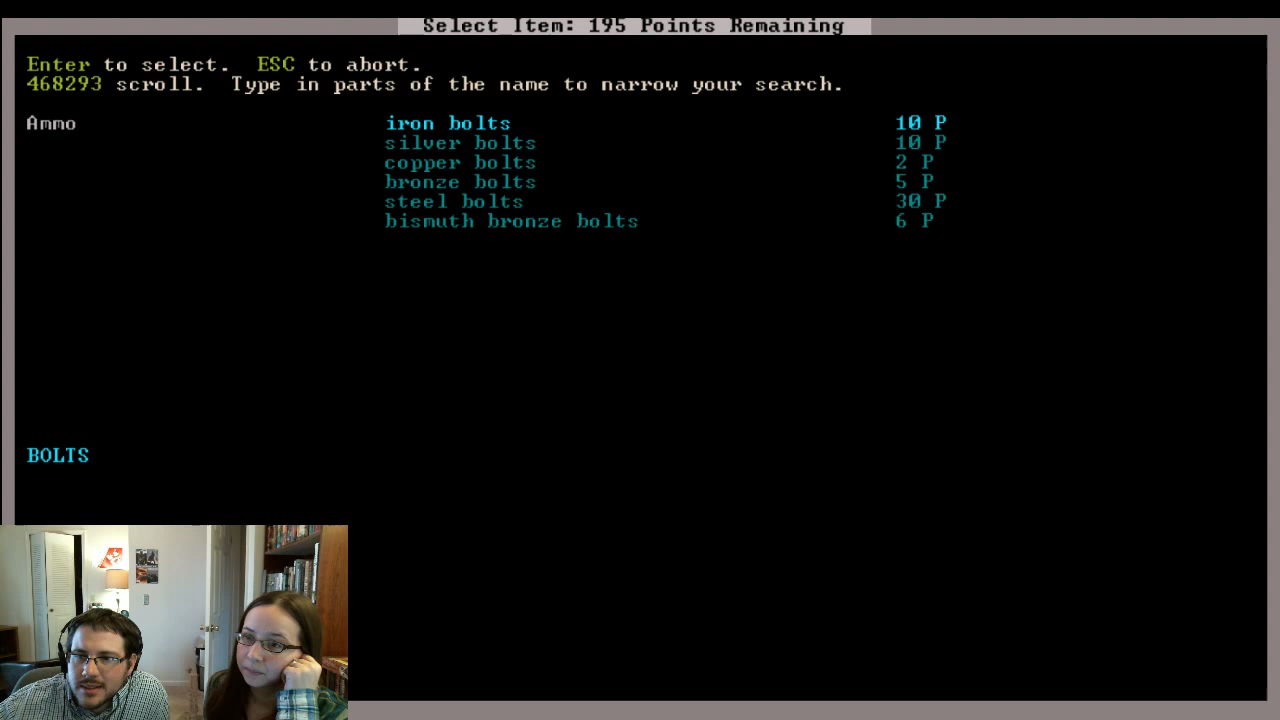 Select Item: 195 Points Remaining
Enter to select. ESC to abort.
468293 scroll. Type in parts of the name to narrow your search.
Ammo iron bolts 10 P
silver bolts 10 P
copper bolts 2 P
bronze bolts 5 P
steel bolts 30 P
bismuth bronze bolts 6 P
BOLTS